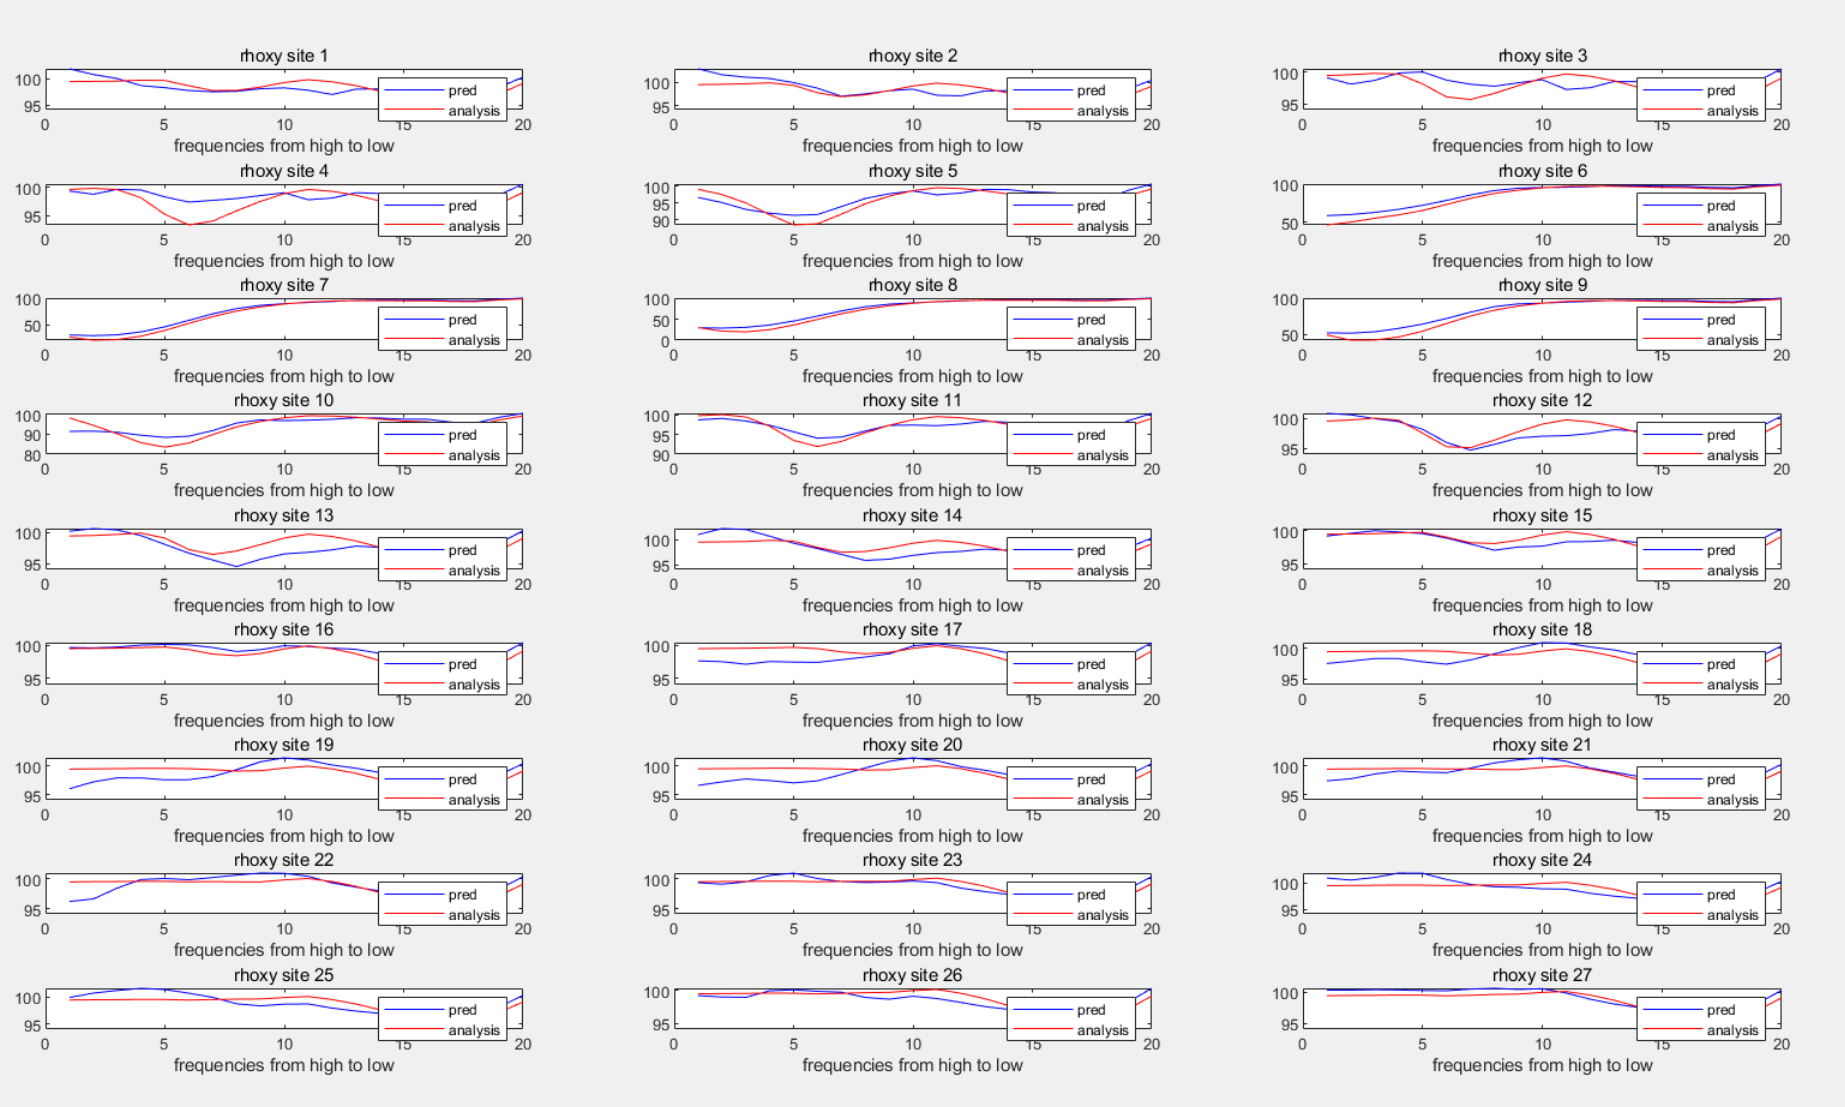 rhoxy site 1 rhoxy site 2 rhoxy site 3
100 pred 100 pred 100 pred
95 analysis 95 analysis 95 analysis
0 5 10 15 20 0 5 10 15 20 0 5 10 15 20
frequencies from high to low frequencies from high to low frequencies from high to low
rhoxy site 4 rhoxy site 5 rhoxy site 6
100 pred 100 95 pred 100 pred
95 analysis 90 analysis 50 analysis
0 5 10 15 20 0 5 10 15 20 0 5 10 15 20
frequencies from high to low frequencies from high to low frequencies from high to low
rhoxy site 7 rhoxy site 8 rhoxy site 9
100 pred 100 50 pred 100 pred
50 analysis 0 analysis 50 analysis
0 5 10 15 20 0 5 10 15 20 0 5 10 15 20
frequencies from high to low frequencies from high to low frequencies from high to low
rhoxy site 10 rhoxy site 11 rhoxy site 12
100 90 pred 100 95 pred 100 pred
80 analysis 90 analysis 95 analysis
0 5 10 15 20 0 5 10 15 20 0 5 10 15 20
frequencies from high to low frequencies from high to low frequencies from high to low
rhoxy site 13 rhoxy site 14 rhoxy site 15
100 pred 100 pred 100 pred
95 analysis 95 analysis 95 analysis
0 5 10 15 20 0 5 10 15 20 0 5 10 15 20
frequencies from high to low frequencies from high to low frequencies from high to low
rhoxy site 16 rhoxy site 17 rhoxy site 18
100 pred 100 pred 100 pred
95 analysis 95 analysis 95 analysis
0 5 10 15 20 0 5 10 15 20 0 5 10 15 20
frequencies from high to low frequencies from high to low frequencies from high to low
rhoxy site 19 rhoxy site 20 rhoxy site 21
100 pred 100 pred 100 pred
95 analysis 95 analysis 95 analysis
0 5 10 15 20 0 5 10 15 20 0 5 10 15 20
frequencies from high to low frequencies from high to low frequencies from high to low
rhoxy site 22 rhoxy site 23 rhoxy site 24
100 pred 100 pred 100 pred
95 analysis 95 analysis 95 analysis
0 5 10 15 20 0 5 10 15 20 0 5 10 15 20
frequencies from high to low frequencies from high to low frequencies from high to low
rhoxy site 25 rhoxy site 26 rhoxy site 27
100 pred 100 pred 100 pred
95 analysis 95 analysis 95 analysis
0 5 10 15 20 0 5 10 15 20 0 5 10 15 20
frequencies from high to low frequencies from high to low frequencies from high to low